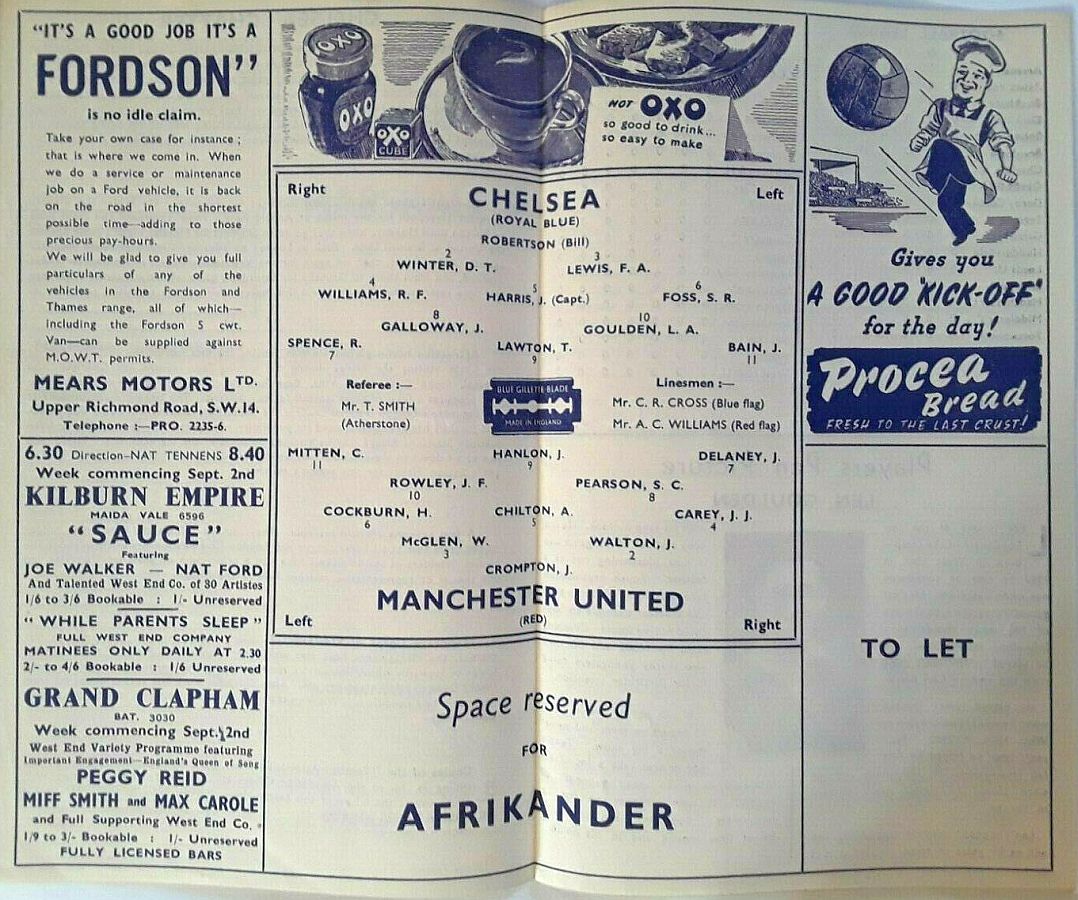 "IT'S A GOOD JOB IT'S A
FORDSON"
is no idle claim.
Take your own case for instance ;
that is where we come in. When
we do a service or maintenance
job on a Ford vehicle, it is back
on the road in the shortest
possible time—adding to those
precious pay-hours.
We will be glad to give you full
particulars of any of the
vehicles in the Fordson and
Thames range, all of which—
including the Fordson 5 cwt.
Van—can be supplied against
M.O.W.T. permits.
MEARS MOTORS LTD.
Upper Richmond Road, S.W.14.
Telephone :—PRO. 2235-6.
6.30 Direction—NAT TENNENS 8.40
Week commencing Sept. 2nd
KILBURN EMPIRE
MAIDA VALE 6596
"SAUCE"
Featuring
JOE WALKER — NAT FORD
And Talented West End Co. of 30 Artistes
1/6 to 3/6 Bookable : 1/- Unreserved
"WHILE PARENTS SLEEP"
FULL WEST END COMPANY
MATINEES ONLY DAILY AT 2.30
2/- to 4/6 Bookable : 1/6 Unreserved
GRAND CLAPHAM
BAT. 3030
Week commencing Sept. 2nd
West End Variety Programme featuring
Important Engagement—England's Queen of Song
PEGGY REID
MIFF SMITH and MAX CAROLE
and Full Supporting West End Co.
1/9 to 3/- Bookable : 1/- Unreserved
FULLY LICENSED BARS
OXO
OXO
OXO
CUBE
HOT OXO
so good to drink...
so easy to make
Right
Left
CHELSEA
(ROYAL BLUE)
ROBERTSON (Bill)
2
3
WINTER, D. T.
LEWIS, F. A.
4
5
6
WILLIAMS, R. F.
HARRIS, J. (Capt.)
FOSS, S. R.
8
10
GALLOWAY, J.
GOULDEN, L. A.
SPENCE, R.
LAWTON, T.
BAIN, J.
7
9
11
Referee :—
Mr. T. SMITH
(Atherstone)
BLUE GILLETTE BLADE
MADE IN ENGLAND
Linesmen :—
Mr. C. R. CROSS (Blue flag)
Mr. A. C. WILLIAMS (Red flag)
MITTEN, C.
HANLON, J.
DELANEY, J.
11
9
7
ROWLEY, J. F.
PEARSON, S. C.
10
8
COCKBURN, H.
CHILTON, A.
CAREY, J. J.
6
5
4
McGLEN, W.
WALTON, J.
3
2
CROMPTON, J.
MANCHESTER UNITED
(RED)
Left
Right
Space reserved
FOR
AFRIKANDER
Gives you
A GOOD 'KICK-OFF'
for the day!
Procea
Bread
FRESH TO THE LAST CRUST!
TO LET